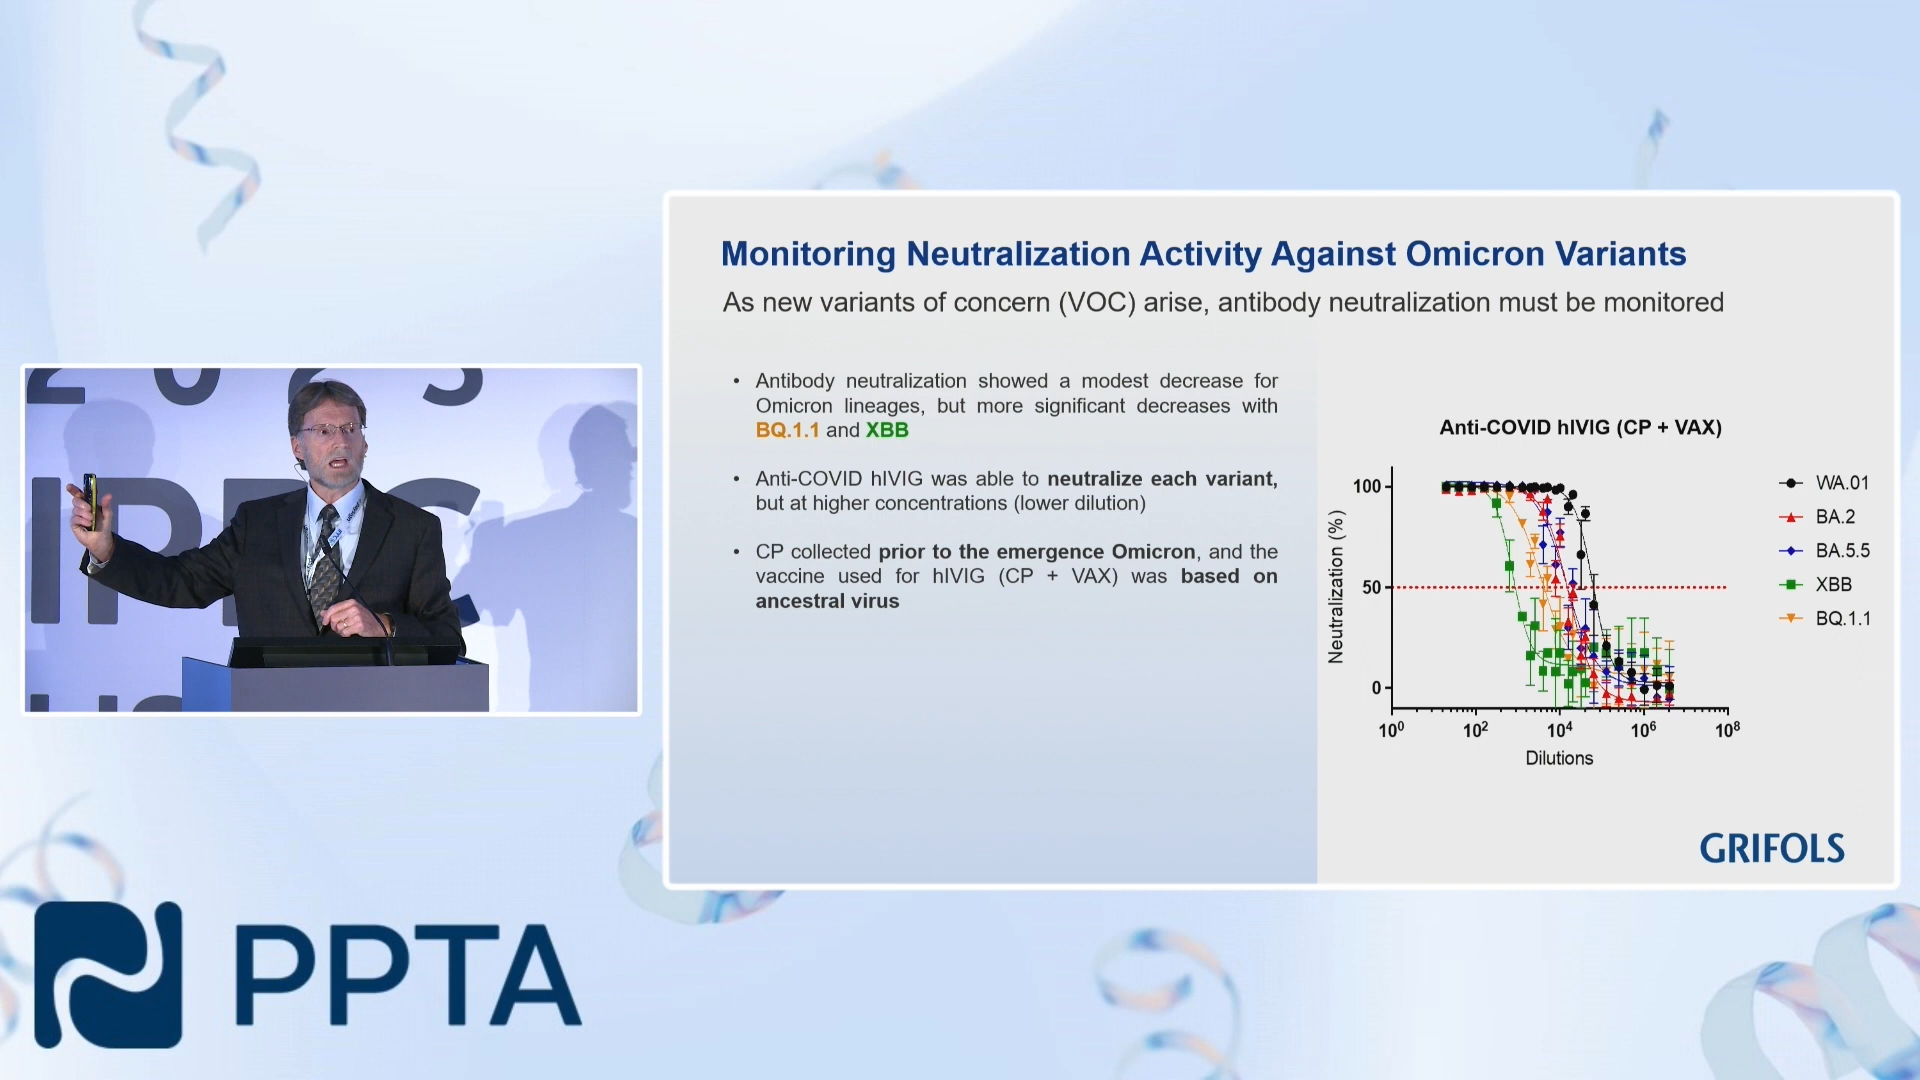 Monitoring Neutralization Activity Against Omicron Variants
As new variants of concern (VOC) arise, antibody neutralization must be monitored
• Antibody neutralization showed a modest decrease for
Omicron lineages, but more significant decreases with
BQ.1.1 and XBB
• Anti-COVID hIVIG was able to neutralize each variant,
but at higher concentrations (lower dilution)
• CP collected prior to the emergence Omicron, and the
vaccine used for hIVIG (CP + VAX) was based on
ancestral virus
Anti-COVID hIVIG (CP + VAX)
Neutralization (%)
100
50
0
10⁰ 10² 10⁴ 10⁶ 10⁸
Dilutions
WA.01
BA.2
BA.5.5
XBB
BQ.1.1
GRIFOLS
2023
PPTA